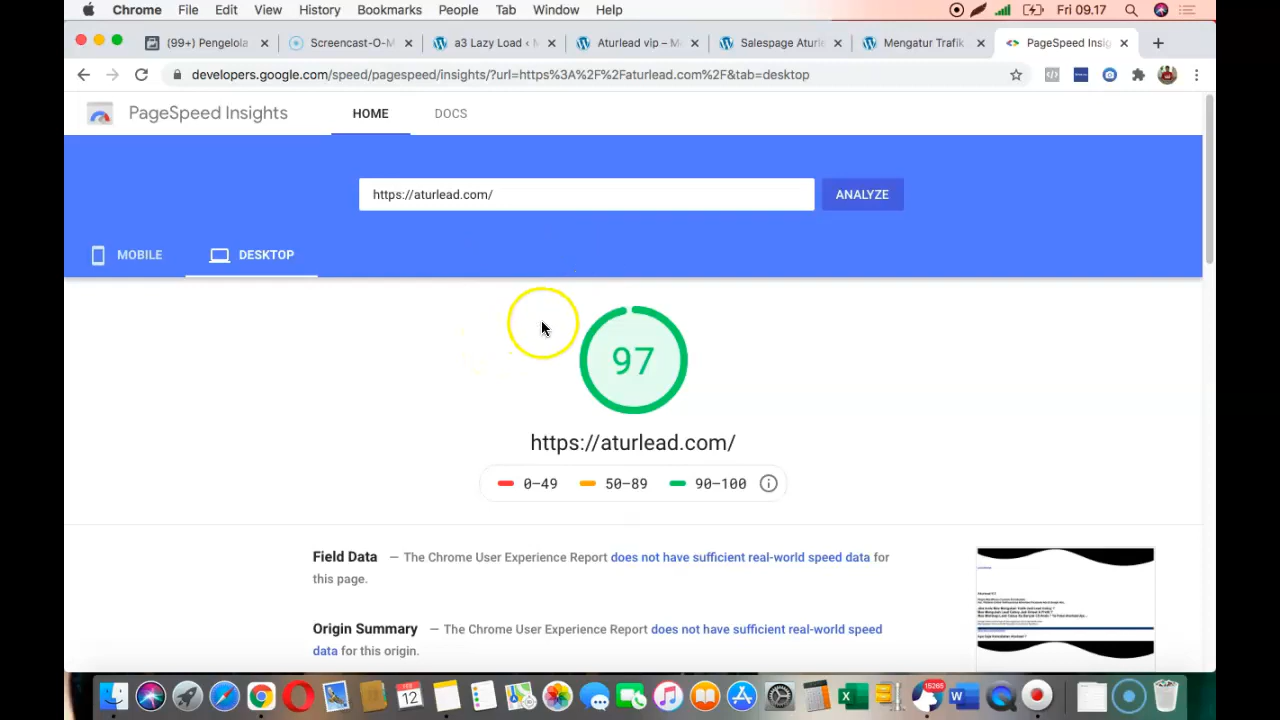 Chrome File Edit View History Bookmarks People Tab Window Help Fri 09.17
(99+) Pengelola Screencast-O-M a3 Lazy Load ‹ M Aturlead vip – M Salespage Aturle Mengatur Trafik PageSpeed Insig
developers.google.com/speed/pagespeed/insights/?url=https%3A%2F%2Faturlead.com%2F&tab=desktop
PageSpeed Insights HOME DOCS
https://aturlead.com/ ANALYZE
MOBILE DESKTOP
97
https://aturlead.com/
0–49 50–89 90–100
Field Data — The Chrome User Experience Report does not have sufficient real-world speed data for
this page.
Origin Summary — The Chrome User Experience Report does not have sufficient real-world speed
data for this origin.
FEB
12
15265